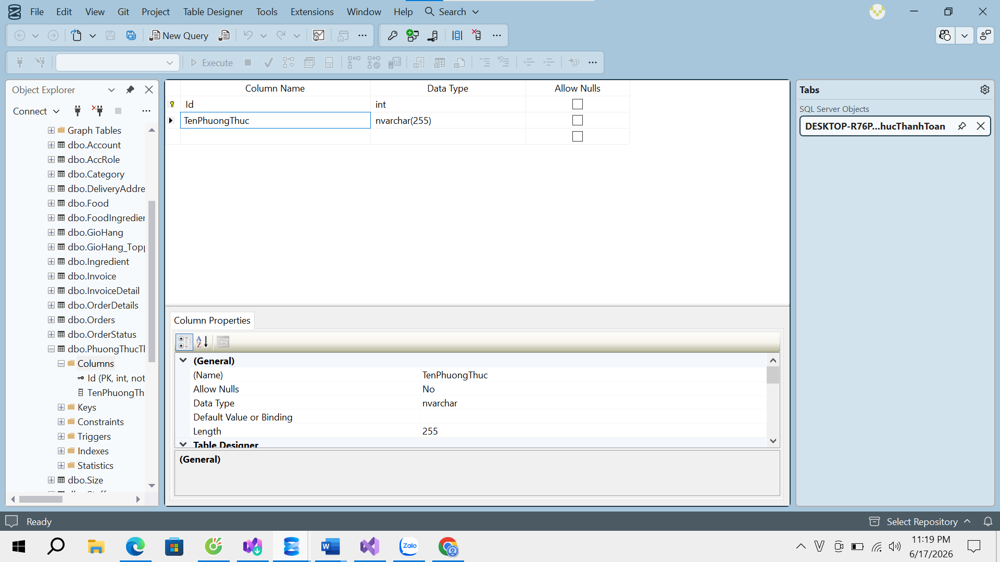 File Edit View Git Project Table Designer Tools Extensions Window Help Search
New Query
Execute
Object Explorer
Connect
Graph Tables
dbo.Account
dbo.AccRole
dbo.Category
dbo.DeliveryAddre
dbo.Food
dbo.FoodIngredien
dbo.GioHang
dbo.GioHang_Topp
dbo.Ingredient
dbo.Invoice
dbo.InvoiceDetail
dbo.OrderDetails
dbo.Orders
dbo.OrderStatus
dbo.PhuongThucTh
Columns
Id (PK, int, not
TenPhuongTh
Keys
Constraints
Triggers
Indexes
Statistics
dbo.Size
Column Name Data Type Allow Nulls
Id int
TenPhuongThuc nvarchar(255)
Column Properties
(General)
(Name) TenPhuongThuc
Allow Nulls No
Data Type nvarchar
Default Value or Binding
Length 255
Table Designer
(General)
Tabs
SQL Server Objects
DESKTOP-R76P...hucThanhToan
Ready
Select Repository
Zalo
11:19 PM
6/17/2026